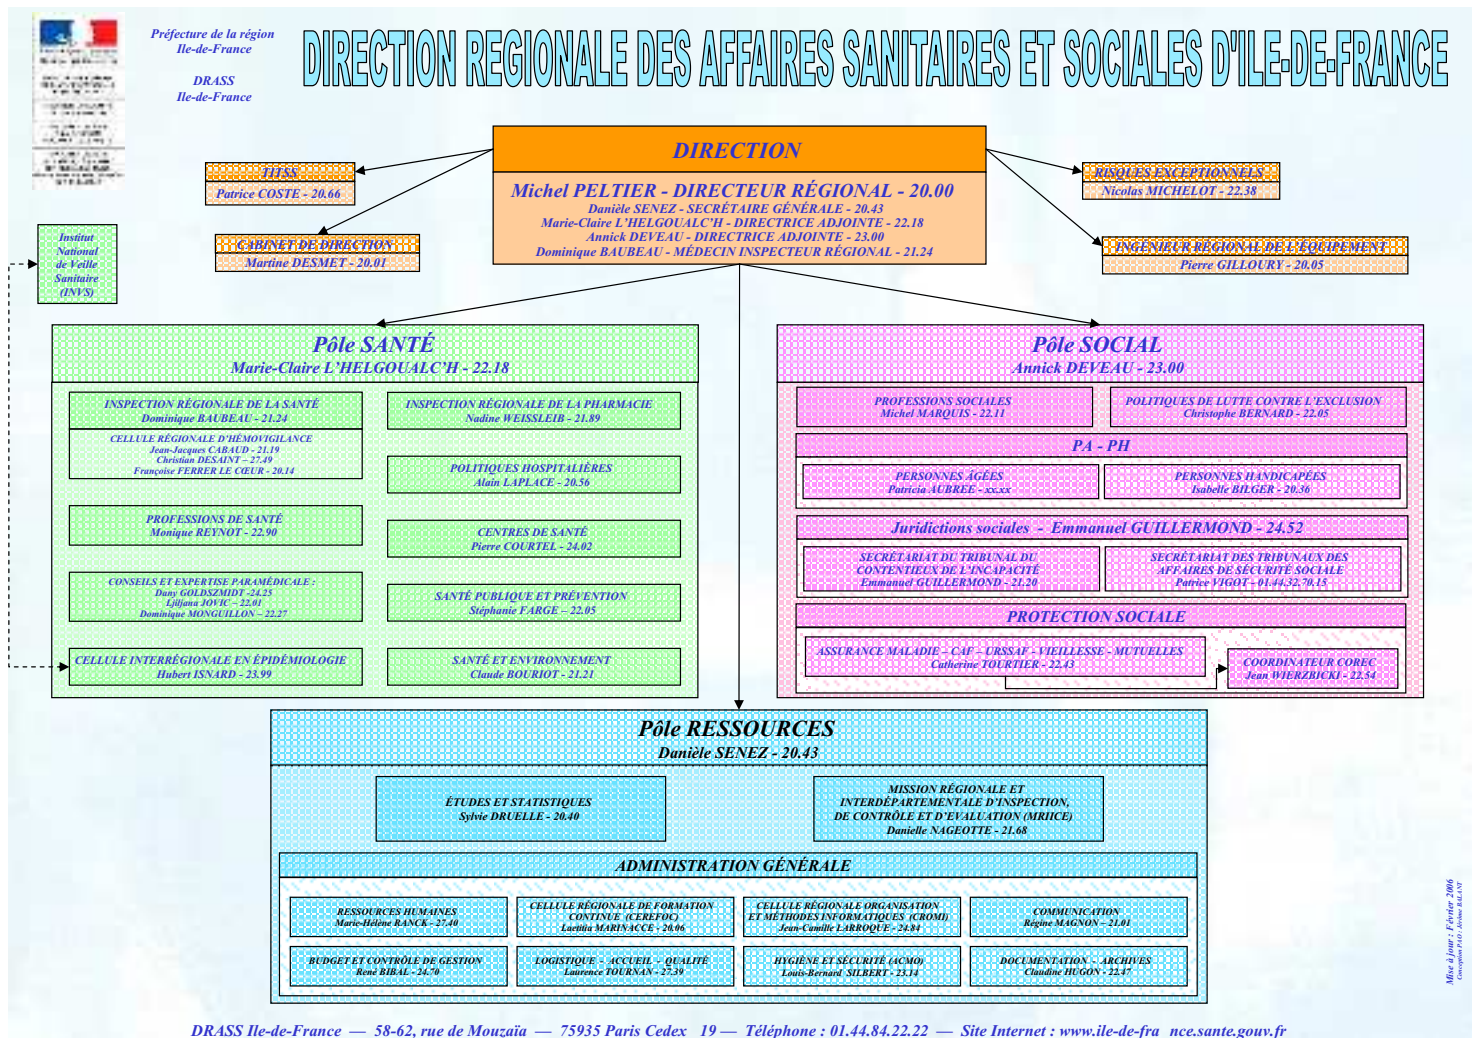 Préfecture de la région
Ile-de-France
DRASS
Ile-de-France
DIRECTION REGIONALE DES AFFAIRES SANITAIRES ET SOCIALES D'ILE-DE-FRANCE
DIRECTION
Michel PELTIER - DIRECTEUR RÉGIONAL - 20.00
Danièle SENEZ - SECRÉTAIRE GÉNÉRALE - 20.43
Marie-Claire L'HELGOUALC'H - DIRECTRICE ADJOINTE - 22.18
Annick DEVEAU - DIRECTRICE ADJOINTE - 23.00
Dominique BAUBEAU - MÉDECIN INSPECTEUR RÉGIONAL - 21.24
TITSS
Patrice COSTE - 20.66
CABINET DE DIRECTION
Martine DESMET - 20.01
RISQUES EXCEPTIONNELS
Nicolas MICHELOT - 22.38
INGÉNIEUR RÉGIONAL DE L'ÉQUIPEMENT
Pierre GILLOURY - 20.05
Institut
National
de Veille
Sanitaire
(INVS)
Pôle SANTÉ
Marie-Claire L'HELGOUALC'H - 22.18
INSPECTION RÉGIONALE DE LA SANTÉ
Dominique BAUBEAU - 21.24
CELLULE RÉGIONALE D'HÉMOVIGILANCE
Jean-Jacques CABAUD - 21.19
Christian DESAINT – 27.49
Françoise FERRER LE CŒUR - 20.14
PROFESSIONS DE SANTÉ
Monique REYNOT - 22.90
CONSEILS ET EXPERTISE PARAMÉDICALE :
Dany GOLDSZMIDT -24.25
Ljiljana JOVIC – 22.01
Dominique MONGUILLON – 22.27
CELLULE INTERRÉGIONALE EN ÉPIDÉMIOLOGIE
Hubert ISNARD - 23.99
INSPECTION RÉGIONALE DE LA PHARMACIE
Nadine WEISSLEIB - 21.89
POLITIQUES HOSPITALIÈRES
Alain LAPLACE - 20.56
CENTRES DE SANTÉ
Pierre COURTEL - 24.02
SANTÉ PUBLIQUE ET PRÉVENTION
Stéphanie FARGE – 22.05
SANTÉ ET ENVIRONNEMENT
Claude BOURIOT - 21.21
Pôle SOCIAL
Annick DEVEAU - 23.00
PROFESSIONS SOCIALES
Michel MARQUIS - 22.11
POLITIQUES DE LUTTE CONTRE L'EXCLUSION
Christophe BERNARD - 22.05
PA - PH
PERSONNES ÂGÉES
Patricia AUBREE - xx.xx
PERSONNES HANDICAPÉES
Isabelle BILGER - 20.36
Juridictions sociales - Emmanuel GUILLERMOND - 24.52
SECRÉTARIAT DU TRIBUNAL DU
CONTENTIEUX DE L'INCAPACITÉ
Emmanuel GUILLERMOND - 21.20
SECRÉTARIAT DES TRIBUNAUX DES
AFFAIRES DE SÉCURITÉ SOCIALE
Patrice VIGOT - 01.44.32.70.15
PROTECTION SOCIALE
ASSURANCE MALADIE – CAF – URSSAF - VIEILLESSE - MUTUELLES
Catherine TOURTIER - 22.43
COORDINATEUR COREC
Jean WIERZBICKI - 22.54
Pôle RESSOURCES
Danièle SENEZ - 20.43
ÉTUDES ET STATISTIQUES
Sylvie DRUELLE - 20.40
MISSION RÉGIONALE ET
INTERDÉPARTEMENTALE D'INSPECTION,
DE CONTRÔLE ET D'EVALUATION (MRIICE)
Danielle NAGEOTTE - 21.68
ADMINISTRATION GÉNÉRALE
RESSOURCES HUMAINES
Marie-Hélène RANCK - 27.40
CELLULE RÉGIONALE DE FORMATION
CONTINUE (CEREFOC)
Laetitia MARINACCE - 20.06
CELLULE RÉGIONALE ORGANISATION
ET MÉTHODES INFORMATIQUES (CROMI)
Jean-Camille LARROQUE - 24.84
COMMUNICATION
Régine MAGNON – 21.01
BUDGET ET CONTRÔLE DE GESTION
René BIBAL - 24.70
LOGISTIQUE - ACCUEIL - QUALITÉ
Laurence TOURNAN - 27.39
HYGIÈNE ET SÉCURITÉ (ACMO)
Louis-Bernard SILBERT - 23.14
DOCUMENTATION - ARCHIVES
Claudine HUGON - 22.47
Mise à jour : Février 2006
Conception PAO : Jérôme BALANT
DRASS Ile-de-France — 58-62, rue de Mouzaïa — 75935 Paris Cedex 19 — Téléphone : 01.44.84.22.22 — Site Internet : www.ile-de-fra nce.sante.gouv.fr